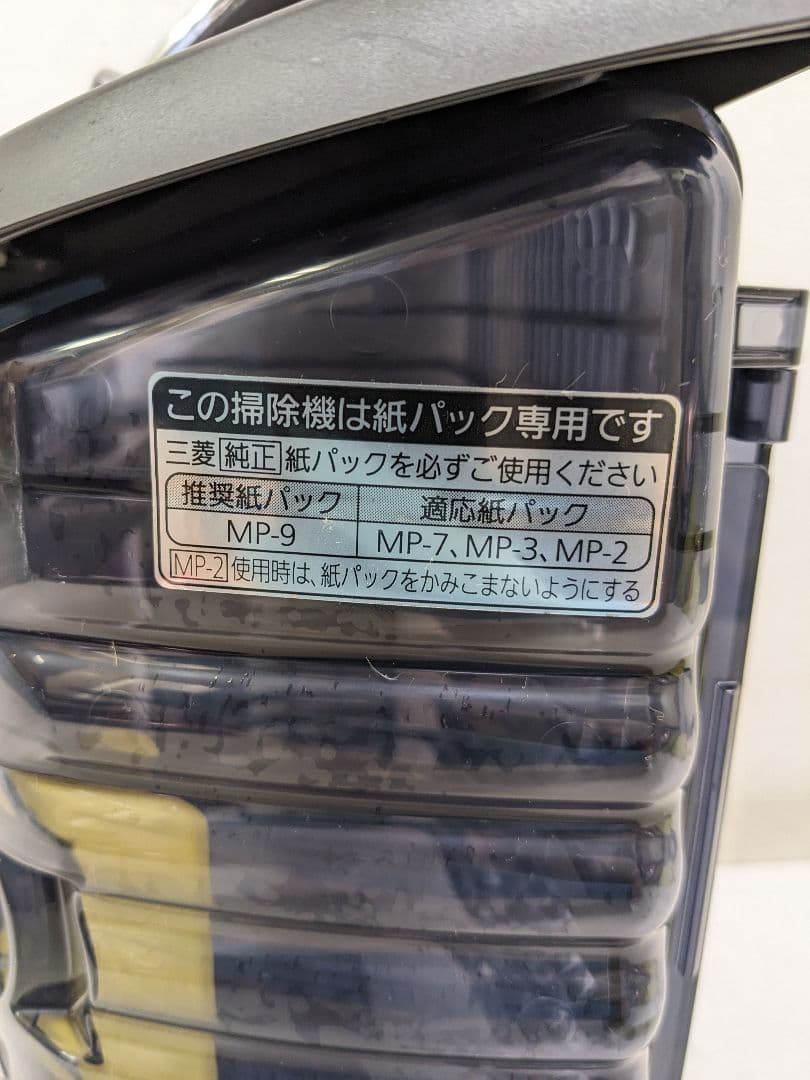 この掃除機は紙パック専用です
三菱純正紙パックを必ずご使用ください
推奨紙パック 適応紙パック
MP-9 MP-7、MP-3、MP-2
MP-2使用時は、紙パックをかみこまないようにする